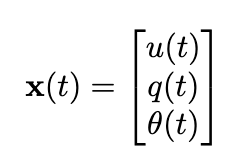 x(t) = [u(t)
q(t)
θ(t)]